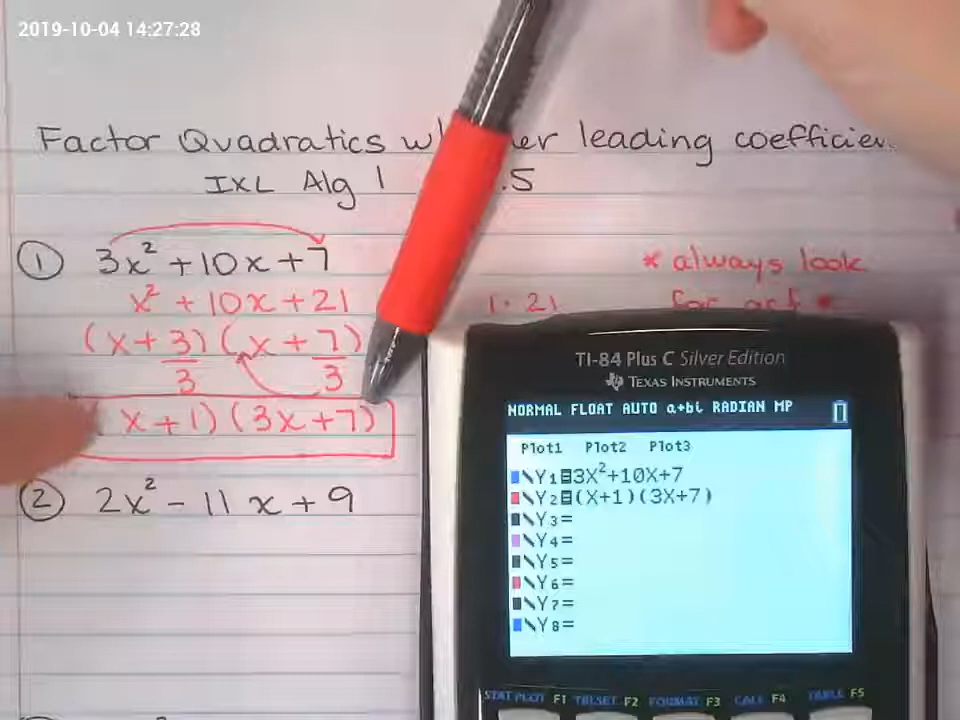 2019-10-04 14:27:28
Factor Quadratics leading
IXL Alg 1 .5
① 3x² + 10x + 7
x² + 10x + 21
1 · 21
* always look
for
(x + 3) (x + 7)
3 3
x + 1) (3x + 7)
② 2x² - 11x + 9
TI-84 Plus C Silver Edition
TEXAS INSTRUMENTS
NORMAL FLOAT AUTO a+bi RADIAN MP
Plot1 Plot2 Plot3
\Y1=3X²+10X+7
\Y2=(X+1)(3X+7)
\Y3=
\Y4=
\Y5=
\Y6=
\Y7=
\Y8=
STAT PLOT F1 TBLSET F2 FORMAT F3 CALC F4 TABLE F5